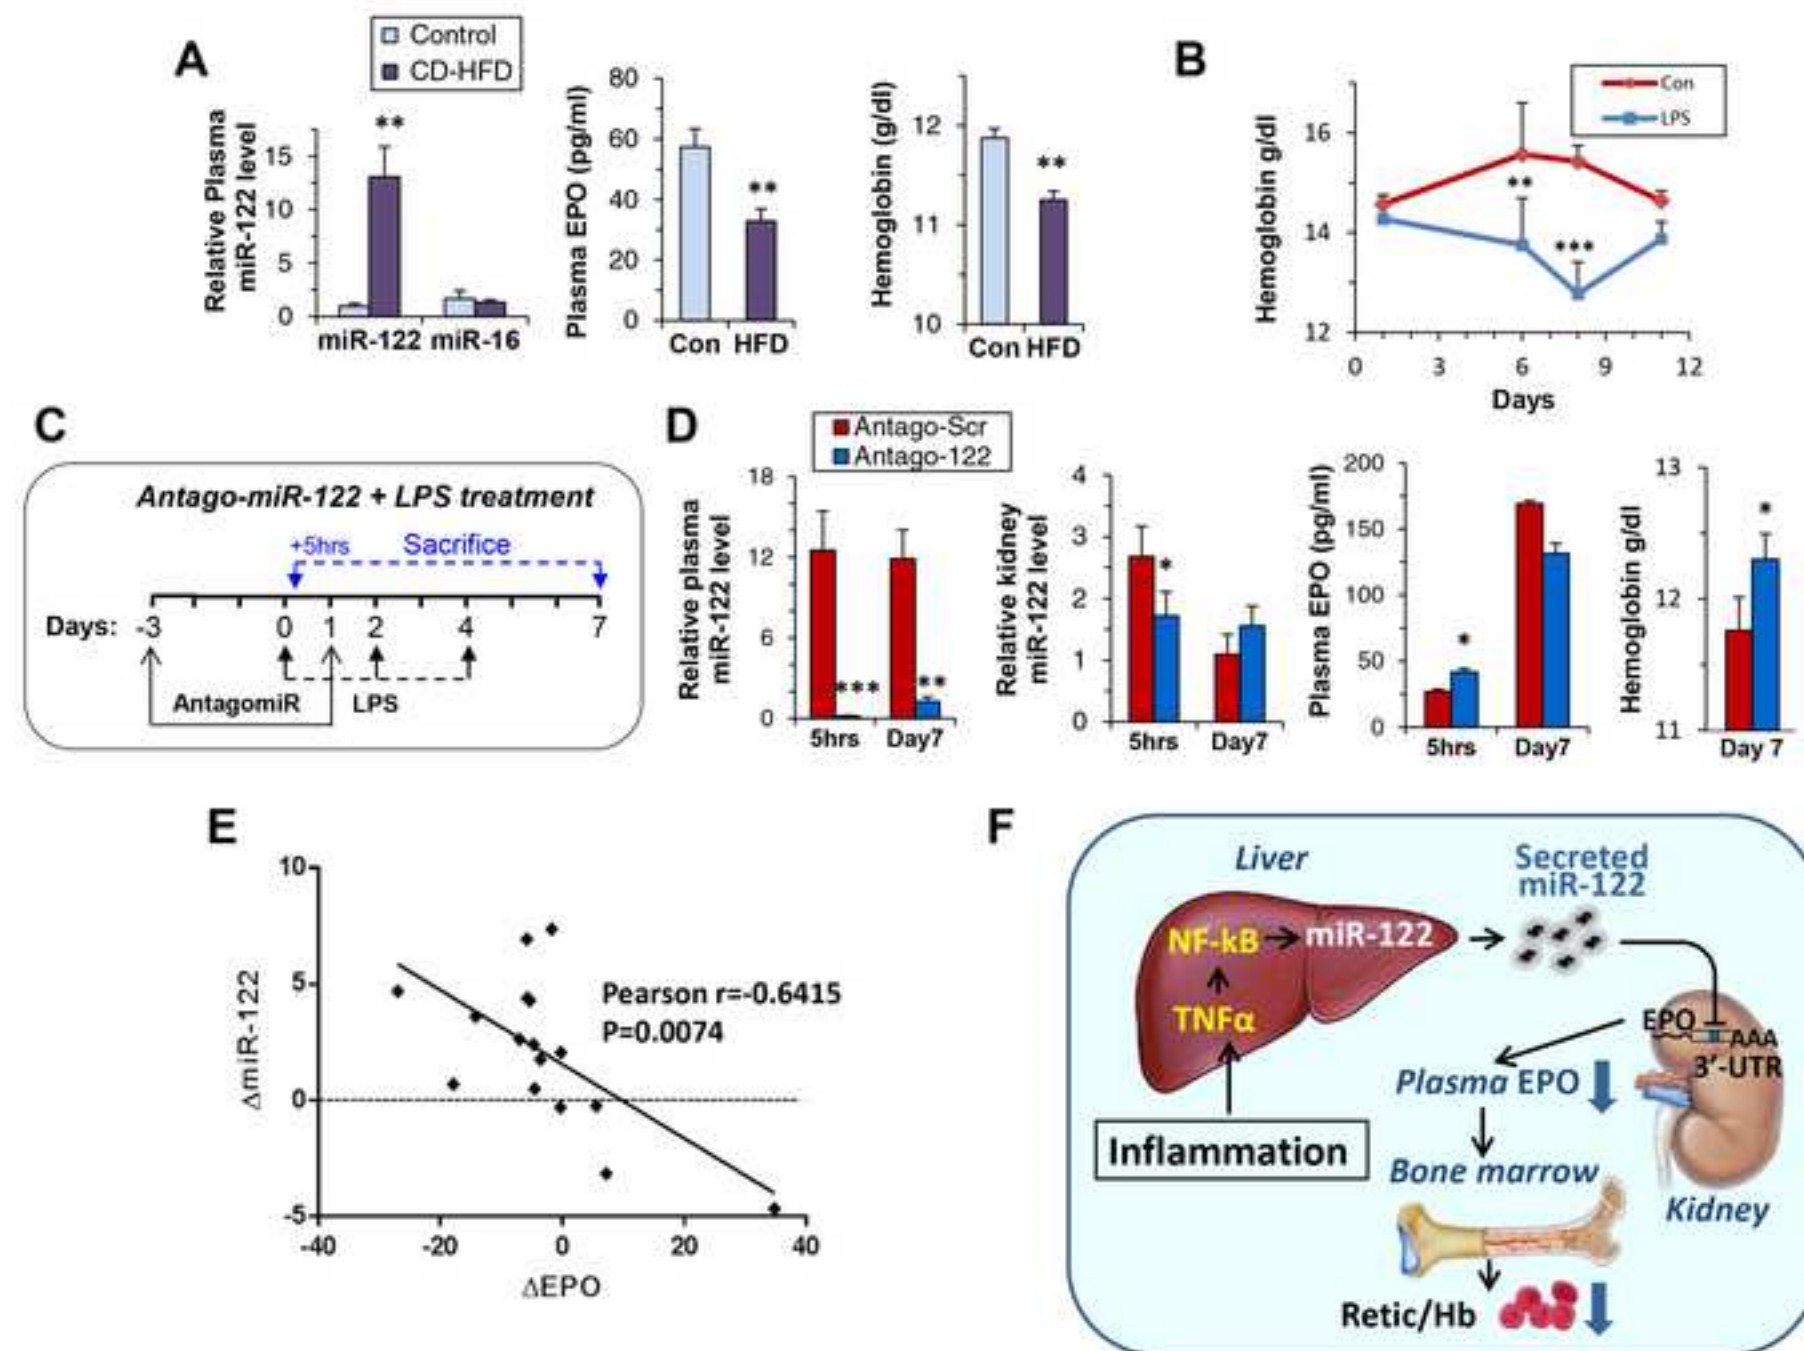 A
Control
CD-HFD
Relative Plasma
miR-122 level
15
10
5
0
**
miR-122 miR-16
Plasma EPO (pg/ml)
80
60
40
20
0
**
Con HFD
Hemoglobin (g/dl)
12
11
10
**
Con HFD
B
Con
LPS
Hemoglobin g/dl
16
14
12
**
***
0 3 6 9 12
Days
C
Antago-miR-122 + LPS treatment
+5hrs Sacrifice
Days: -3 0 1 2 4 7
AntagomiR LPS
D
Antago-Scr
Antago-122
Relative plasma
miR-122 level
18
12
6
0
*** **
5hrs Day7
Relative kidney
miR-122 level
4
3
2
1
0
*
5hrs Day7
Plasma EPO (pg/ml)
200
150
100
50
0
*
5hrs Day7
Hemoglobin g/dl
13
12
11
*
Day 7
E
ΔmiR-122
10
5
0
-5
Pearson r=-0.6415
P=0.0074
-40 -20 0 20 40
ΔEPO
F
Liver
Secreted
miR-122
NF-kB miR-122
TNFα
EPO
AAA
3'-UTR
Plasma EPO
Inflammation
Bone marrow
Kidney
Retic/Hb